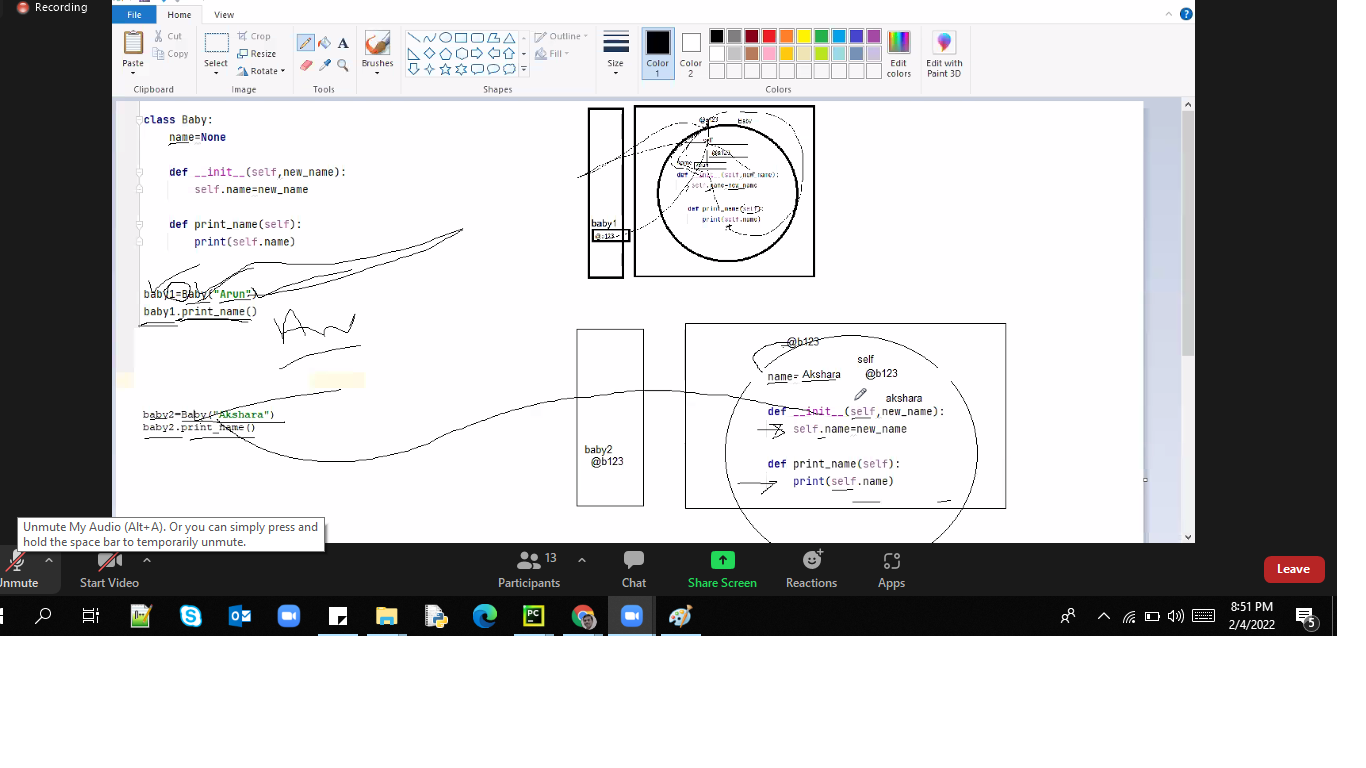 Recording
File Home View
Paste
Cut
Copy
Clipboard
Select
Crop
Resize
Rotate
Image
A
Tools
Brushes
Shapes
Outline
Fill
Size
Color 1
Color 2
Edit colors
Colors
Edit with Paint 3D
class Baby:
name=None
def __init__(self,new_name):
self.name=new_name
def print_name(self):
print(self.name)
baby1=Baby("Arun")
baby1.print_name()
baby2=Baby("Akshara")
baby2.print_name()
baby1
Baby
self
def __init__(self,new_name):
self.name=new_name
def print_name(self):
print(self.name)
baby2
@b123
@b123
self
name= Akshara
@b123
akshara
def __init__(self,new_name):
self.name=new_name
def print_name(self):
print(self.name)
Unmute My Audio (Alt+A). Or you can simply press and
hold the space bar to temporarily unmute.
Unmute
Start Video
13
Participants
Chat
Share Screen
Reactions
Apps
Leave
8:51 PM
2/4/2022
5